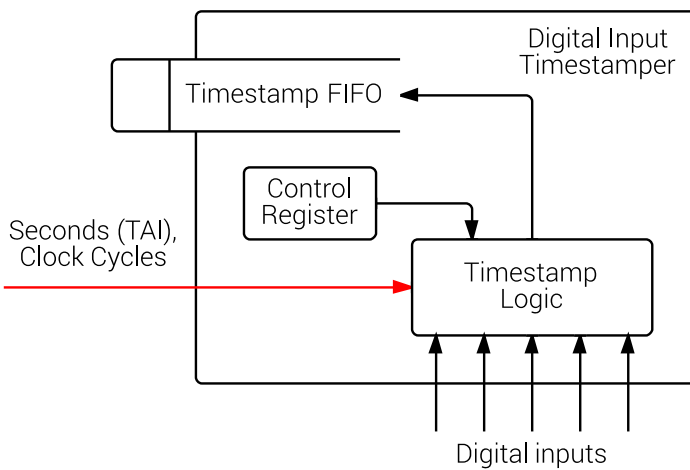 Digital Input
Timestamper
Timestamp FIFO
Control
Register
Seconds (TAI),
Clock Cycles
Timestamp
Logic
Digital inputs